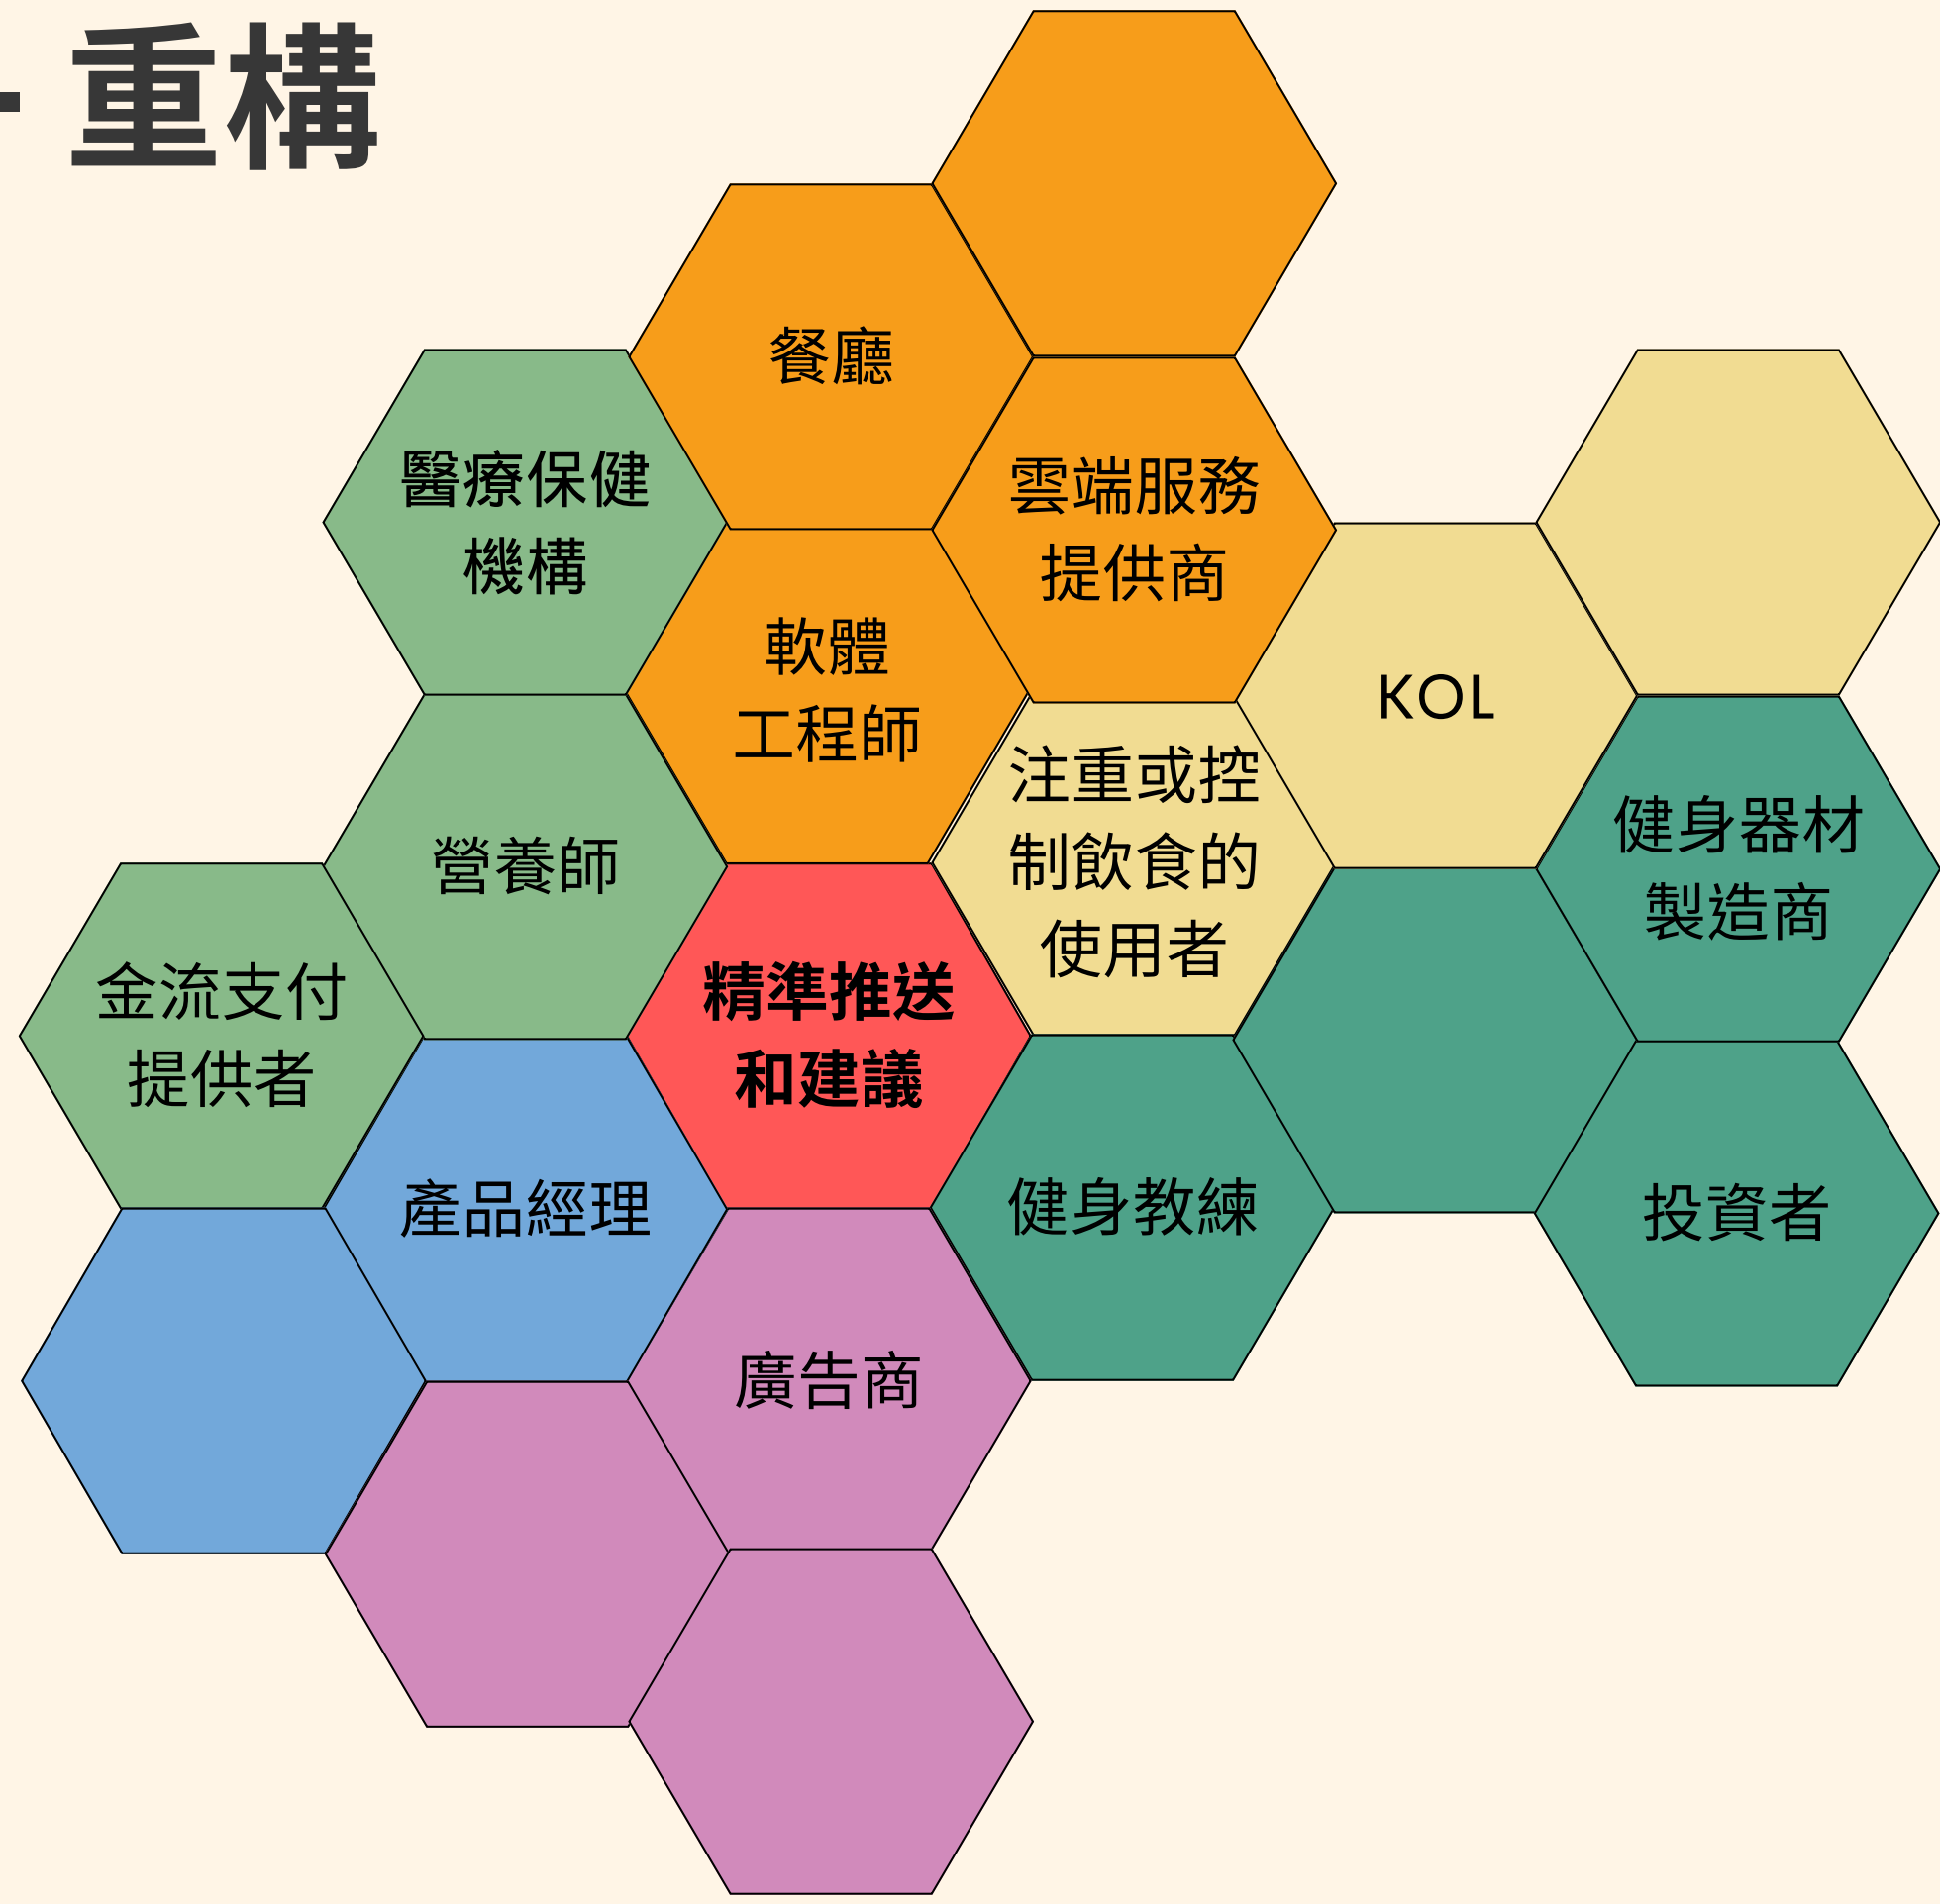 重構
餐廳
醫療保健
機構
雲端服務
提供商
軟體
工程師
KOL
注重或控
制飲食的
使用者
健身器材
製造商
營養師
金流支付
提供者
精準推送
和建議
產品經理
健身教練
投資者
廣告商